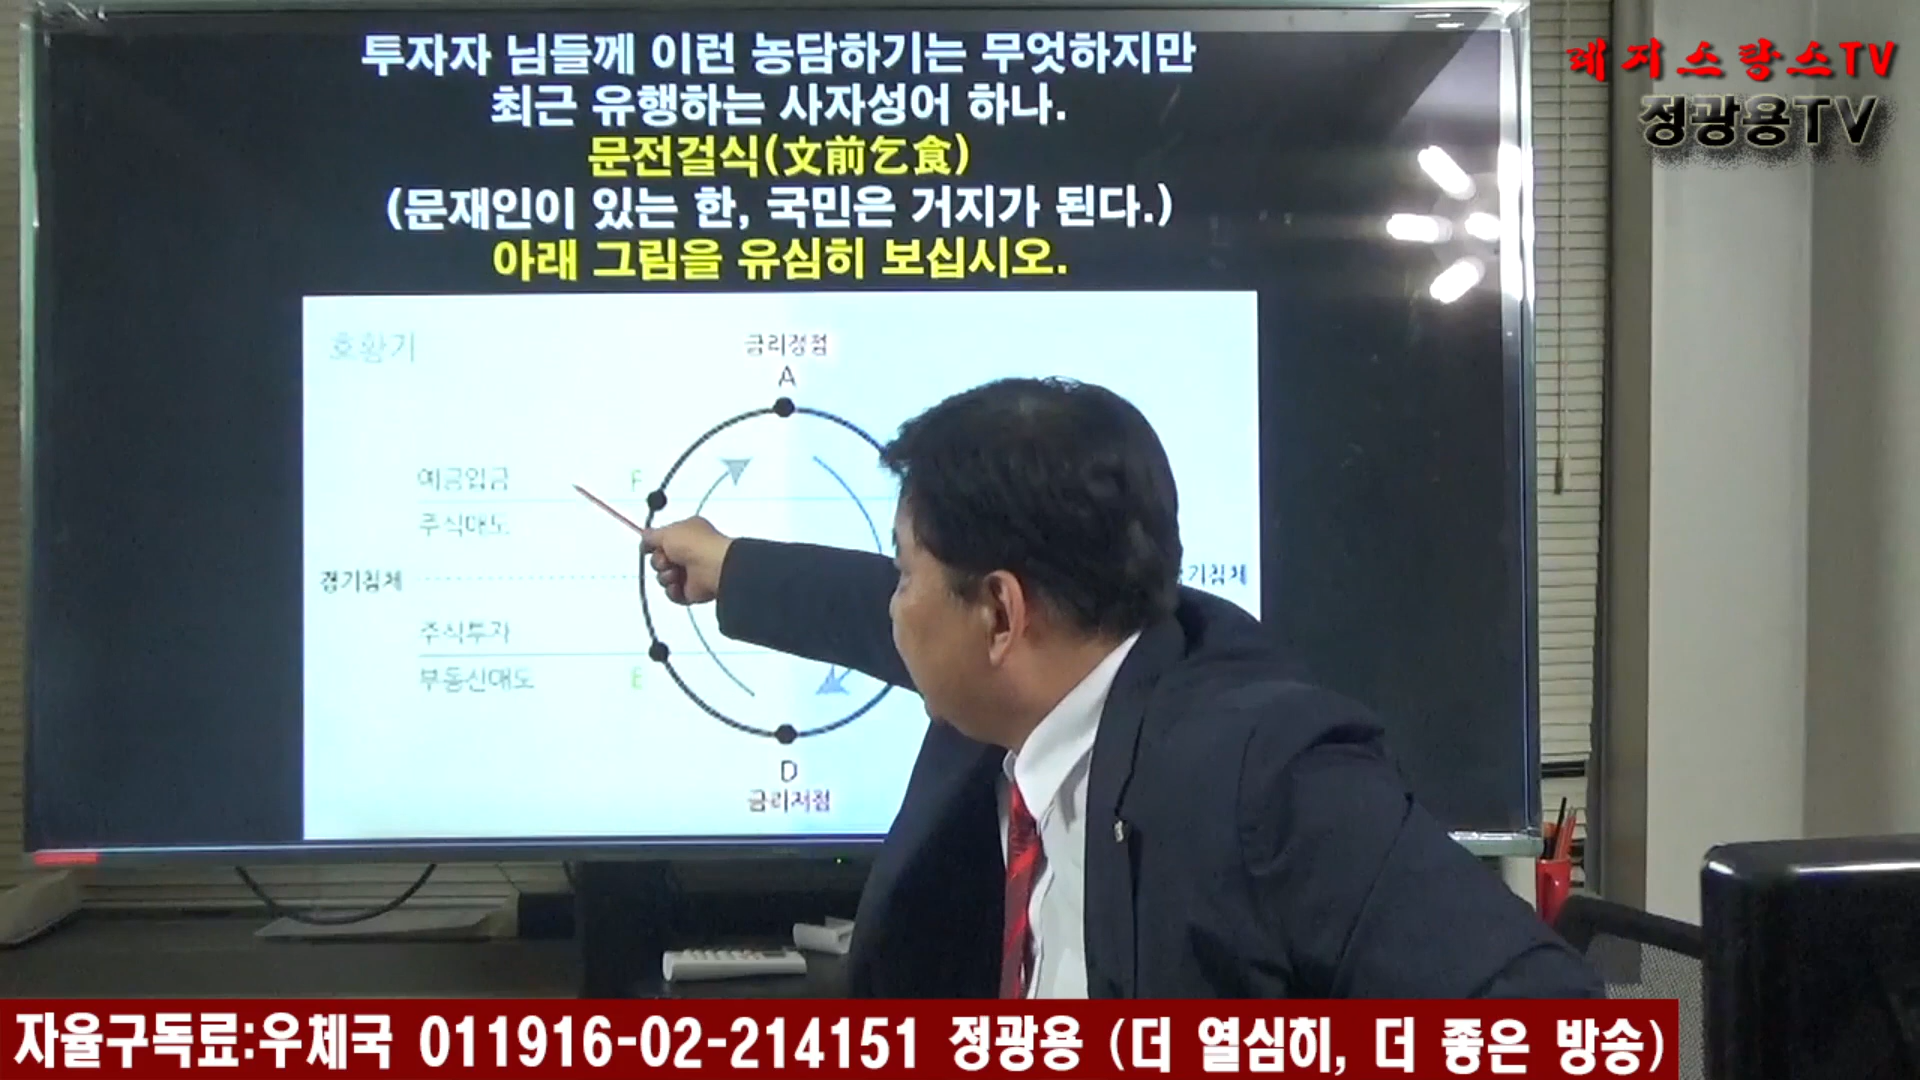 투자자 님들께 이런 농담하기는 무엇하지만
최근 유행하는 사자성어 하나.
문전걸식(文前乞食)
(문재인이 있는 한, 국민은 거지가 된다.)
아래 그림을 유심히 보십시오.
레지스탕스TV
정광용TV
호황기
금리정점
A
예금입금
F
주식매도
경기침체
기침체
주식투자
부동산매도
E
D
금리저점
자율구독료:우체국 011916-02-214151 정광용 (더 열심히, 더 좋은 방송)